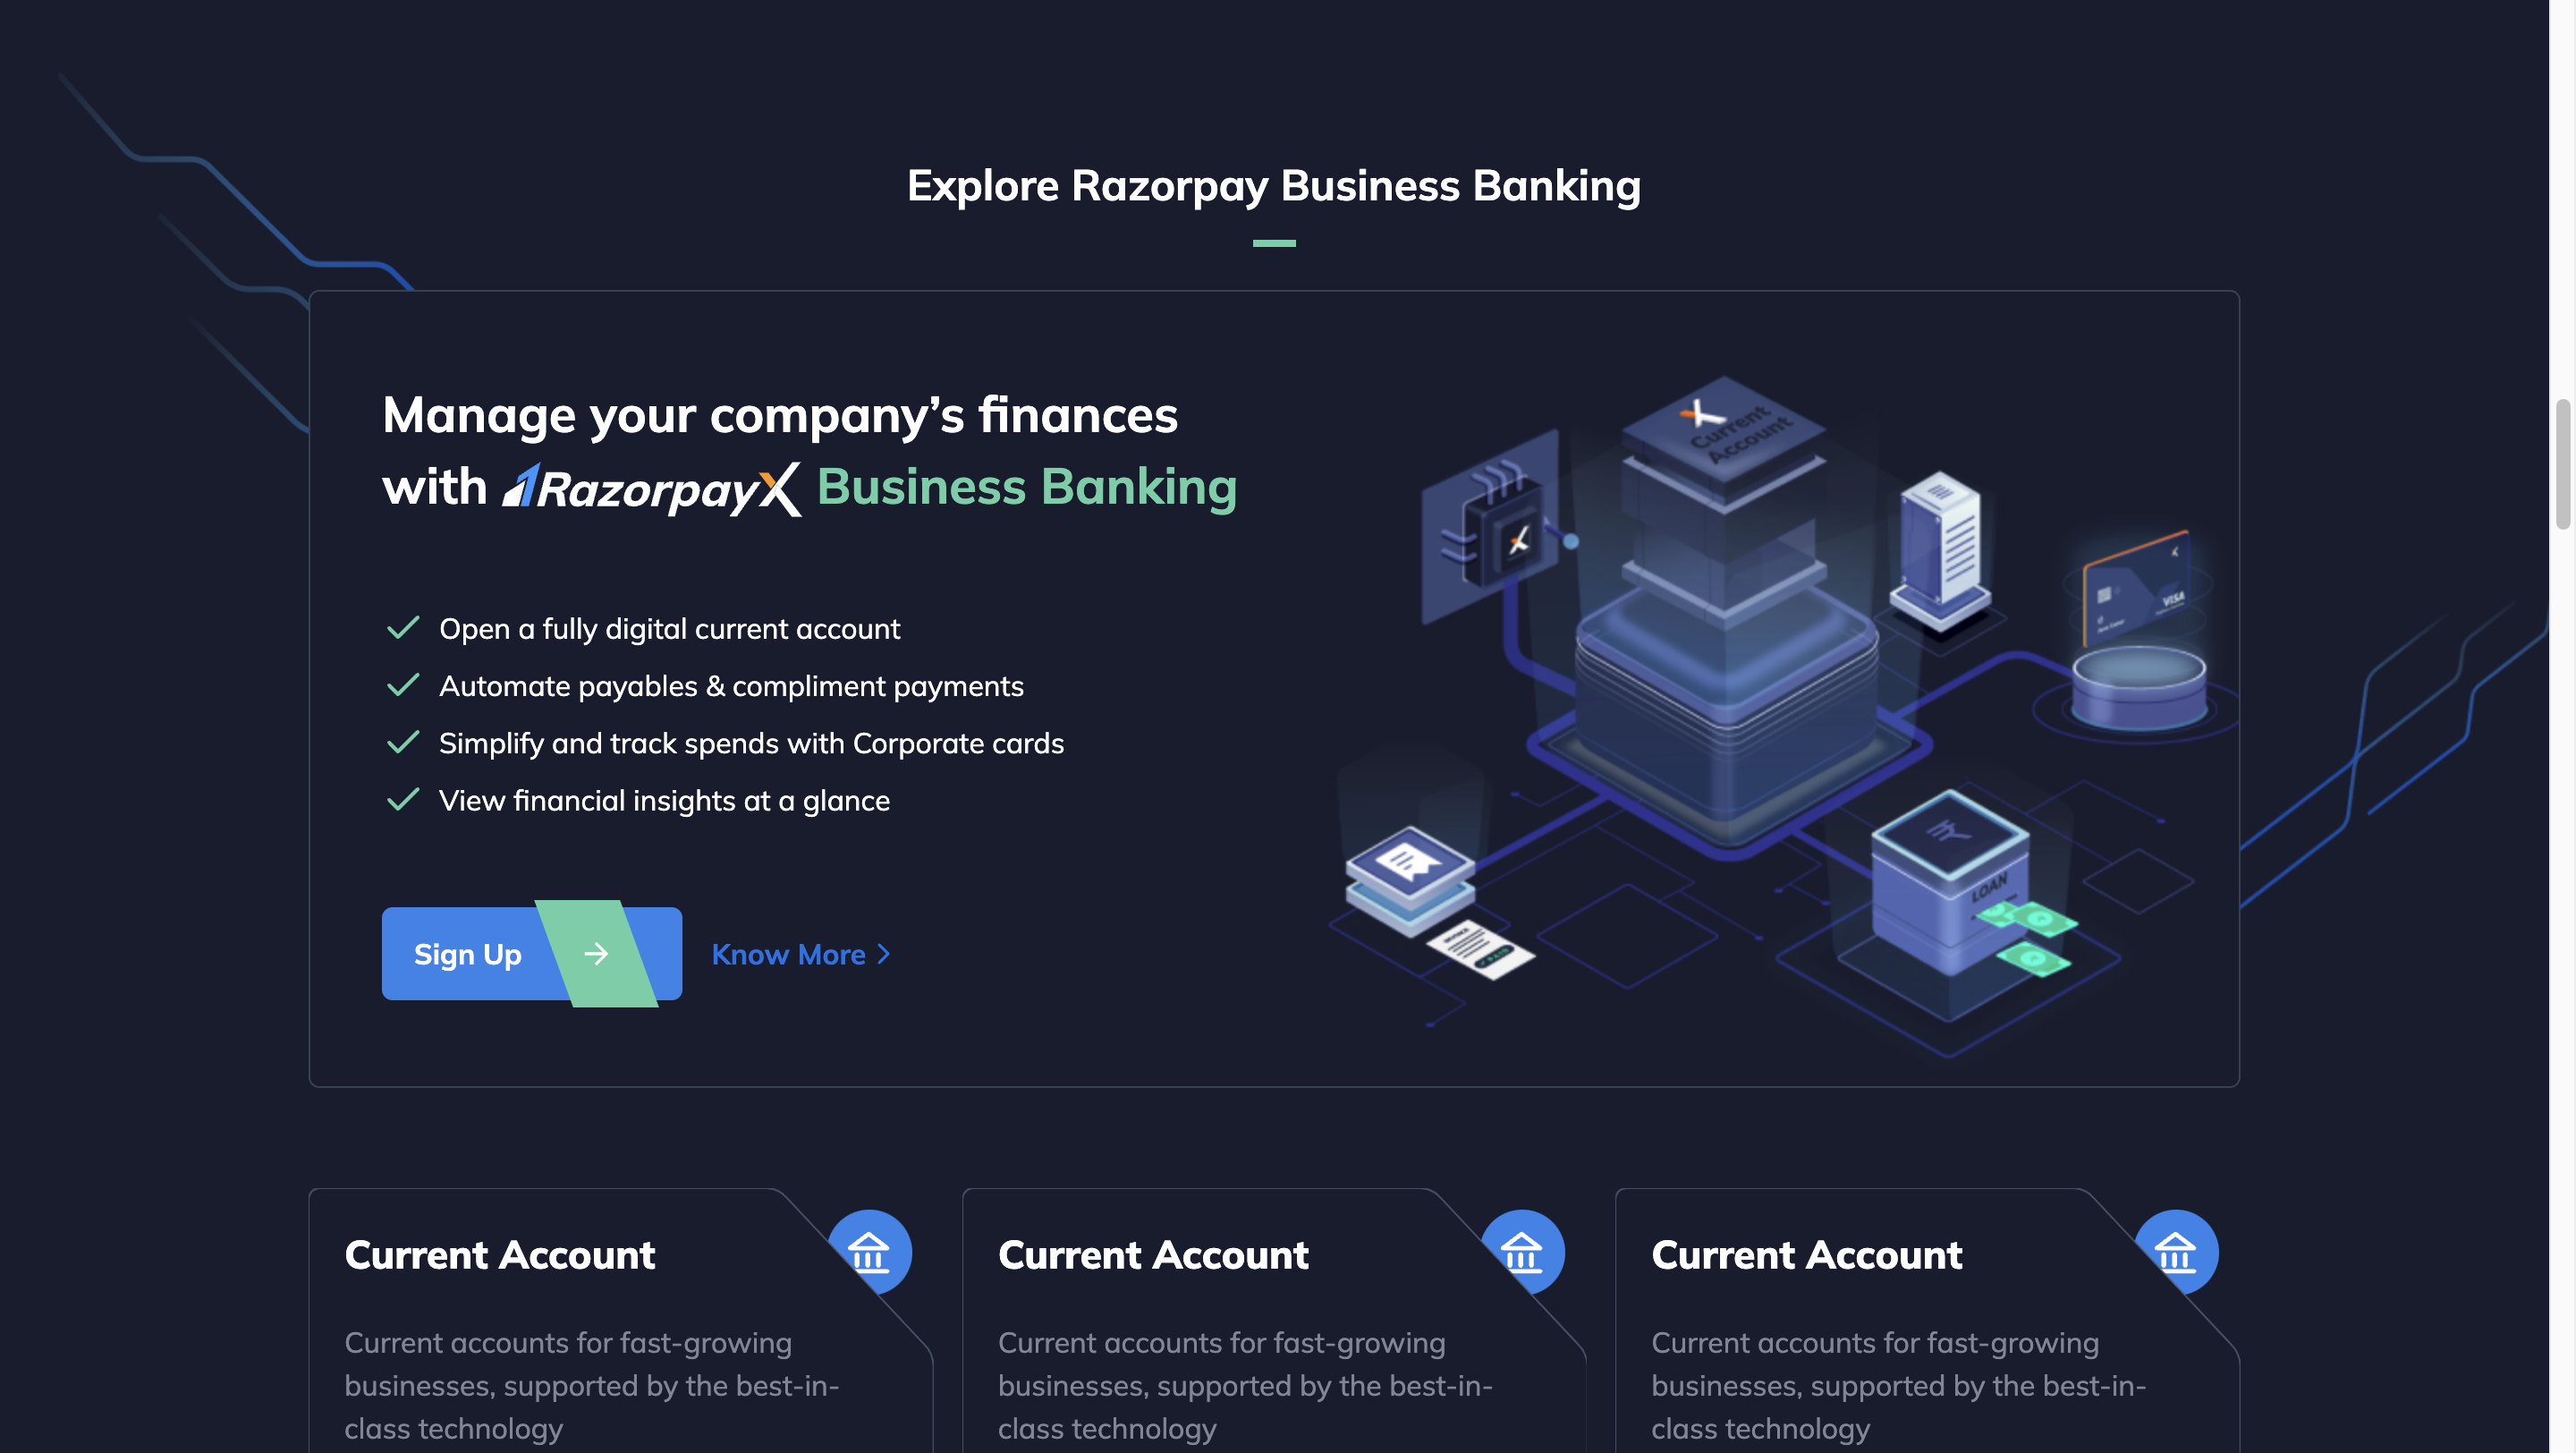 Explore Razorpay Business Banking
Manage your company’s finances
with RazorpayX Business Banking
Open a fully digital current account
Automate payables & compliment payments
Simplify and track spends with Corporate cards
View financial insights at a glance
Sign Up
Know More
Current
Account
VISA
LOAN
INVOICE
PAID
Current Account
Current accounts for fast-growing
businesses, supported by the best-in-
class technology
Current Account
Current accounts for fast-growing
businesses, supported by the best-in-
class technology
Current Account
Current accounts for fast-growing
businesses, supported by the best-in-
class technology